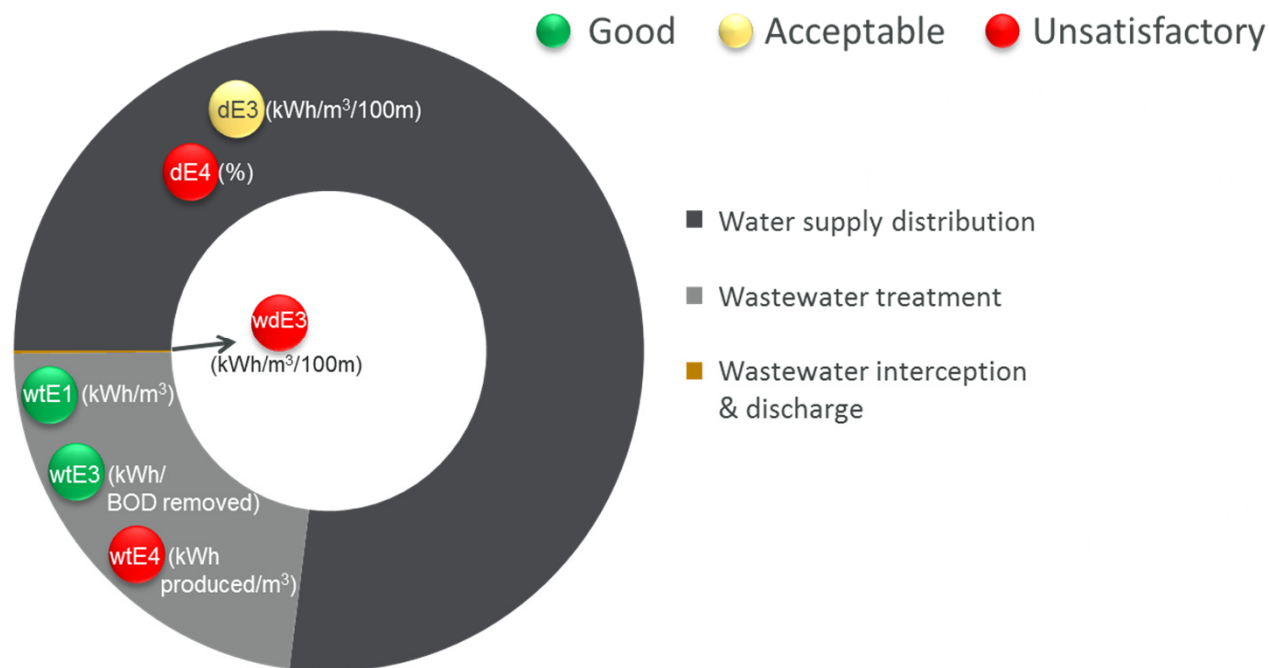 Good
Acceptable
Unsatisfactory
dE3 (kWh/m³/100m)
dE4 (%)
wdE3
(kWh/m³/100m)
wtE1 (kWh/m³)
wtE3 (kWh/
BOD removed)
wtE4 (kWh
produced/m³)
Water supply distribution
Wastewater treatment
Wastewater interception
& discharge